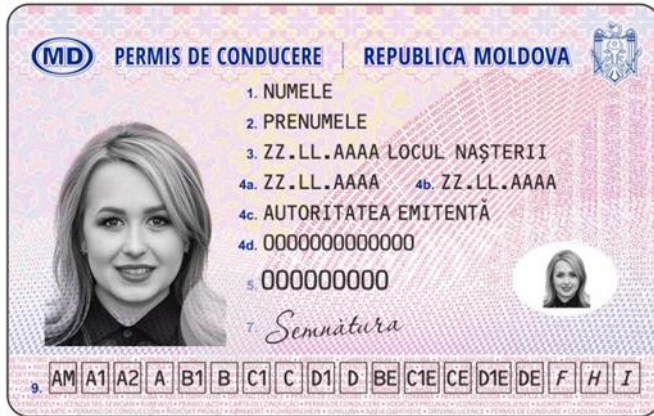 MD PERMIS DE CONDUCERE | REPUBLICA MOLDOVA
1. NUMELE
2. PRENUMELE
3. ZZ.LL.AAAA LOCUL NAȘTERII
4a. ZZ.LL.AAAA 4b. ZZ.LL.AAAA
4c. AUTORITATEA EMITENTĂ
4d. 0000000000000
5. 000000000
7. Semnătura
9. AM A1 A2 A B1 B C1 C D1 D BE C1E CE D1E DE F H I